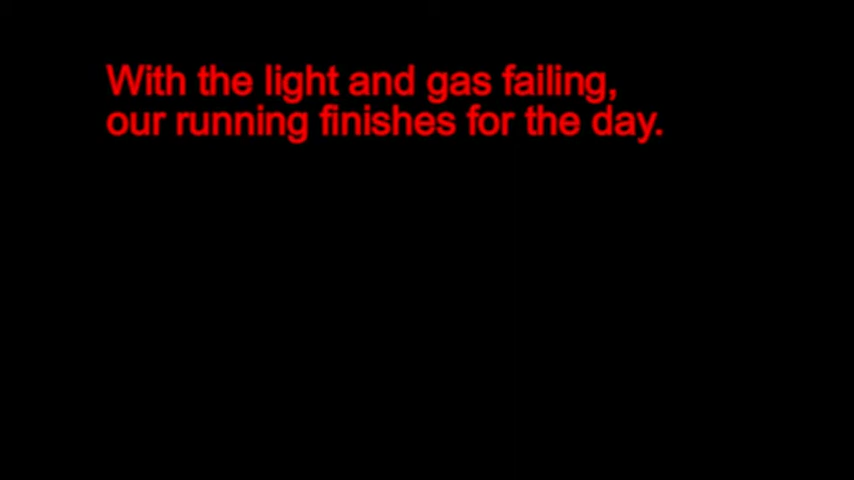 With the light and gas failing,
our running finishes for the day.